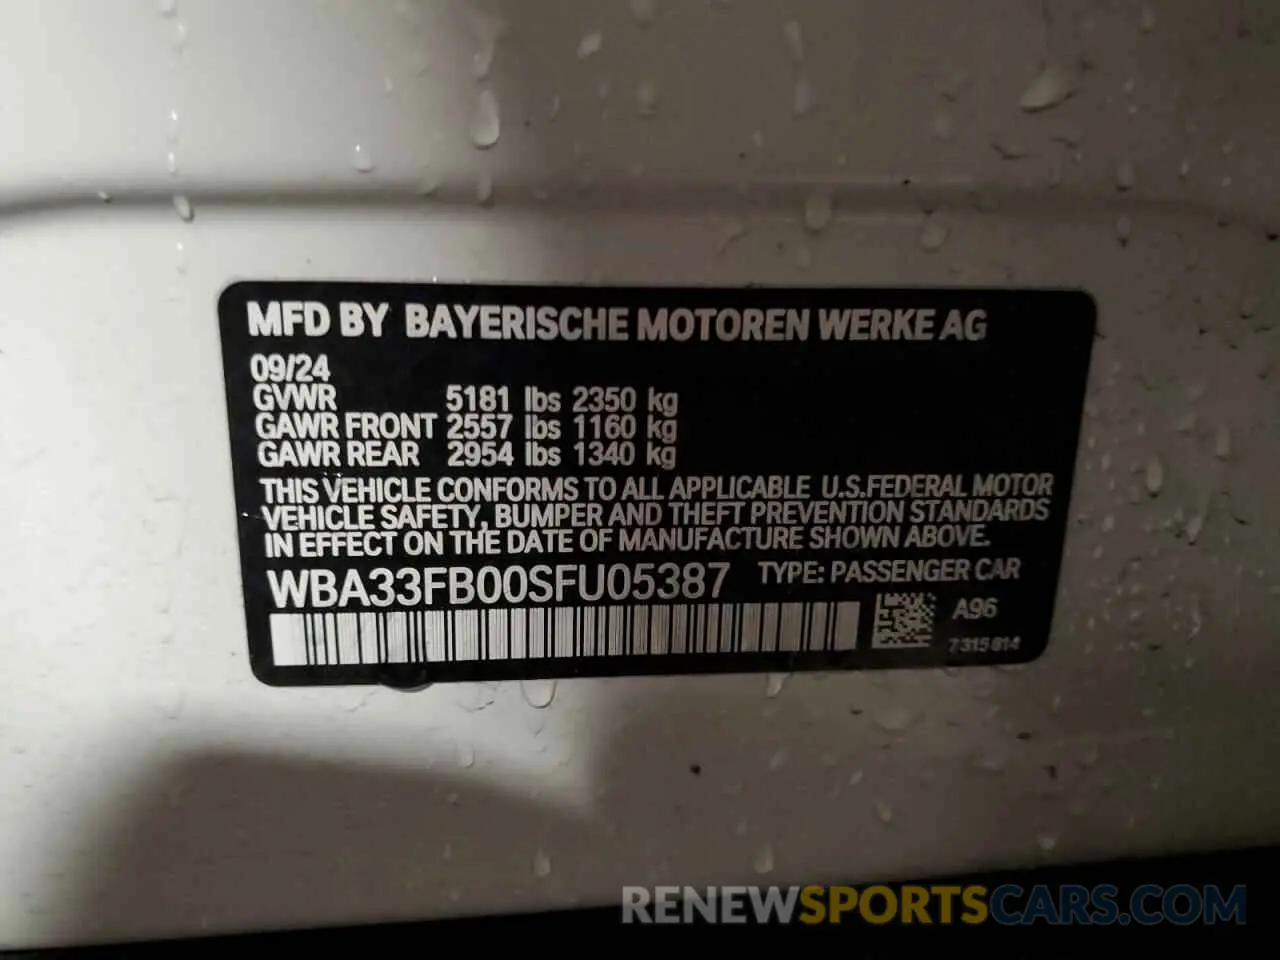 MFD BY BAYERISCHE MOTOREN WERKE AG
09/24
GVWR 5181 lbs 2350 kg
GAWR FRONT 2557 lbs 1160 kg
GAWR REAR 2954 lbs 1340 kg
THIS VEHICLE CONFORMS TO ALL APPLICABLE U.S.FEDERAL MOTOR
VEHICLE SAFETY, BUMPER AND THEFT PREVENTION STANDARDS
IN EFFECT ON THE DATE OF MANUFACTURE SHOWN ABOVE.
WBA33FB00SFU05387 TYPE: PASSENGER CAR
A96
7315814
RENEWSPORTSCARS.COM